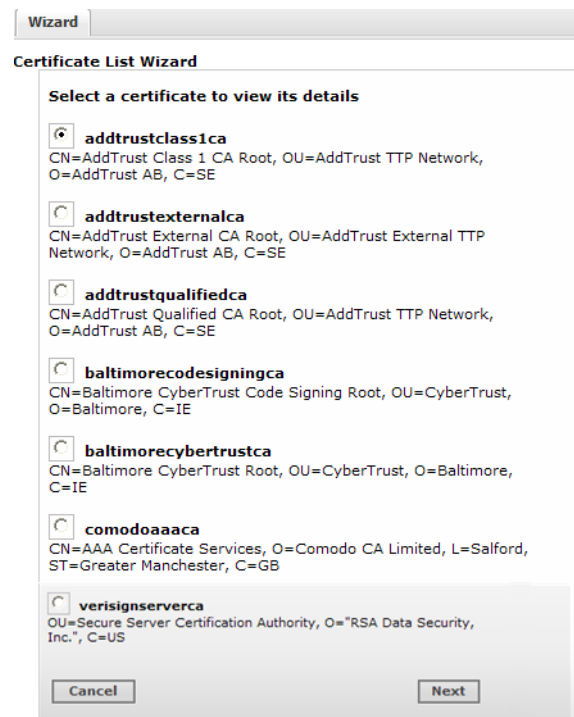 Wizard
Certificate List Wizard
Select a certificate to view its details
addtrustclass1ca
CN=AddTrust Class 1 CA Root, OU=AddTrust TTP Network,
O=AddTrust AB, C=SE
addtrustexternalca
CN=AddTrust External CA Root, OU=AddTrust External TTP
Network, O=AddTrust AB, C=SE
addtrustqualifiedca
CN=AddTrust Qualified CA Root, OU=AddTrust TTP Network,
O=AddTrust AB, C=SE
baltimorecodesigningca
CN=Baltimore CyberTrust Code Signing Root, OU=CyberTrust,
O=Baltimore, C=IE
baltimorecybertrustca
CN=Baltimore CyberTrust Root, OU=CyberTrust, O=Baltimore,
C=IE
comodoaaaca
CN=AAA Certificate Services, O=Comodo CA Limited, L=Salford,
ST=Greater Manchester, C=GB
verisignserverca
OU=Secure Server Certification Authority, O="RSA Data Security,
Inc.", C=US
Cancel Next